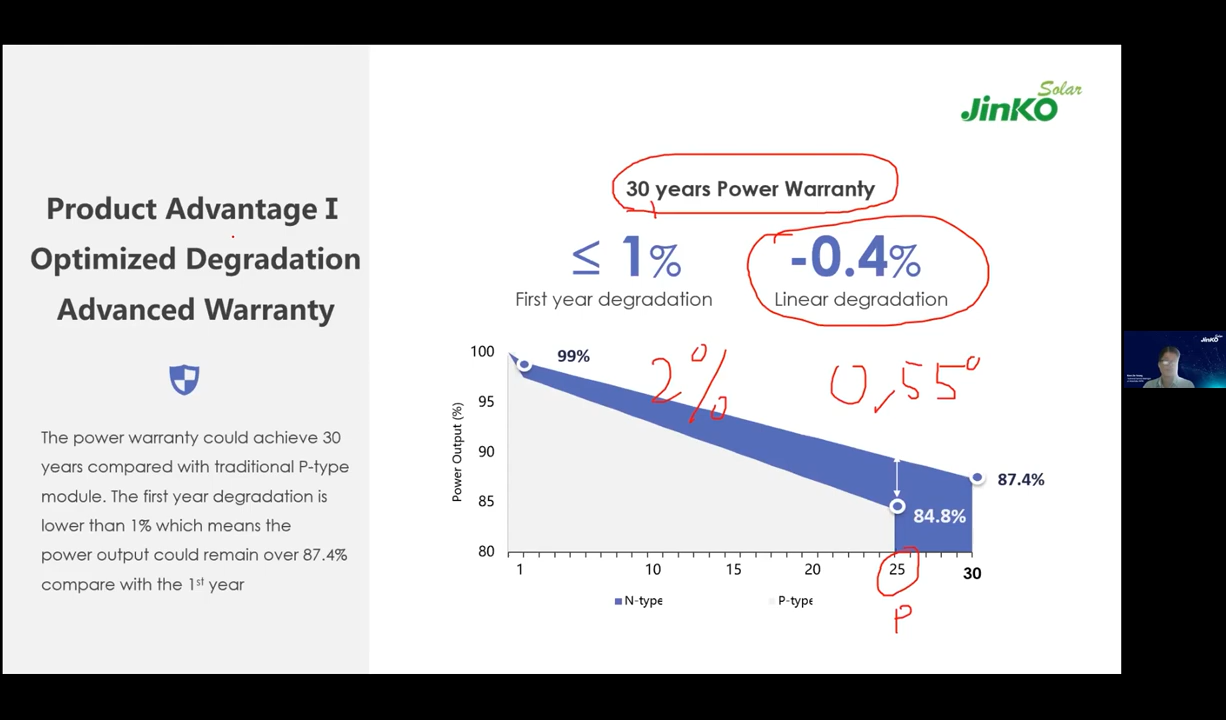 Solar
JinKO
Product Advantage I
Optimized Degradation
Advanced Warranty
The power warranty could achieve 30
years compared with traditional P-type
module. The first year degradation is
lower than 1% which means the
power output could remain over 87.4%
compare with the 1st year
30 years Power Warranty
≤ 1%
First year degradation
-0.4%
Linear degradation
Power Output (%)
100
95
90
85
80
99%
2%
0,55°
87.4%
84.8%
1
10
15
20
25
30
P
N-type
P-type
JinKO